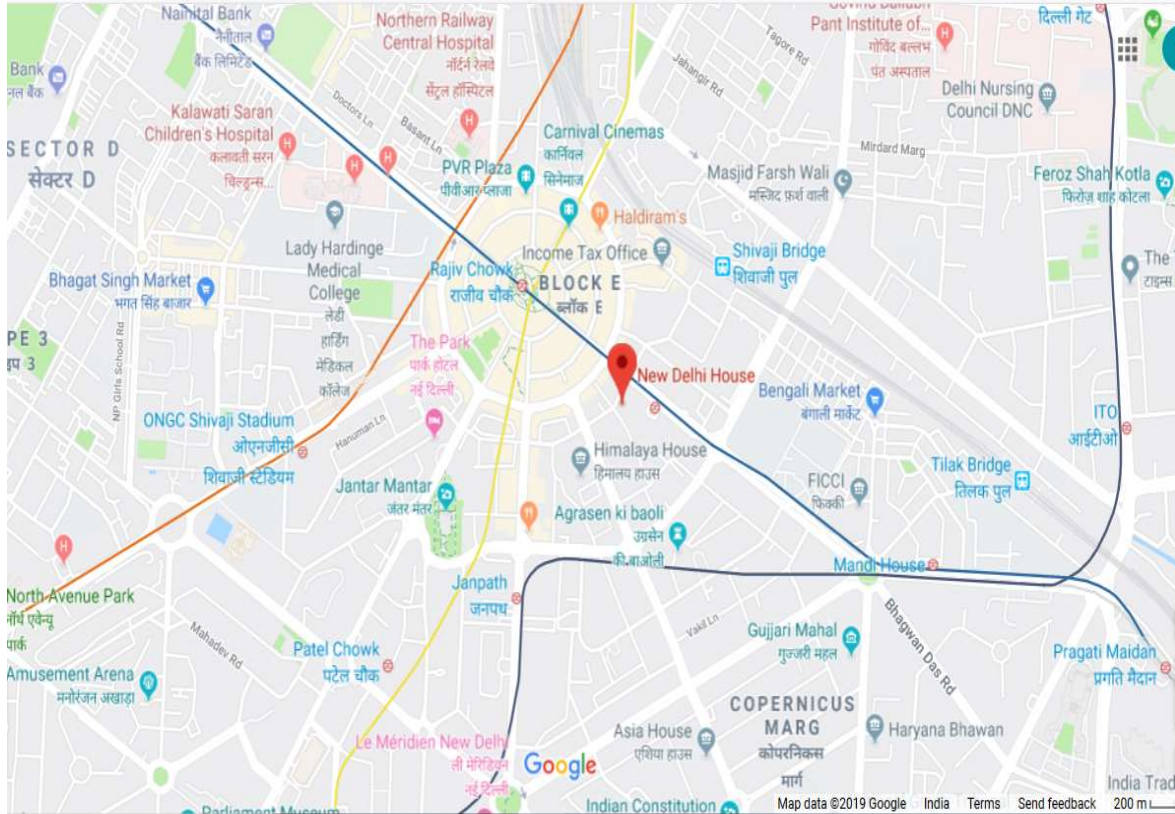 Nainital Bank
नैनीताल
बैंक लिमिटेड
Northern Railway
Central Hospital
नॉर्दर्न रेलवे
सेंट्रल हॉस्पिटल
Tagore Rd
Jahangir Rd
Pant Institute of...
गोविंद बल्लभ
पंत अस्पताल
दिल्ली गेट
Delhi Nursing
Council DNC
Bank
Kalawati Saran
Children's Hospital
कलावती सरन
चिल्ड्रन्स...
Doctors Ln
Basant Ln
SECTOR D
सेक्टर D
PVR Plaza
पीवीआर प्लाजा
Carnival Cinemas
कार्निवल
सिनेमाज
Masjid Farsh Wali
मस्जिद फ़र्श वाली
Mirdard Marg
Feroz Shah Kotla
फिरोज़ शाह कोटला
Haldiram's
Income Tax Office
Shivaji Bridge
शिवाजी पुल
The
Lady Hardinge
Medical
College
लेडी
हार्डिंग
मेडिकल
कॉलेज
Bhagat Singh Market
भगत सिंह बाजार
Rajiv Chowk
राजीव चौक
BLOCK E
ब्लॉक E
PE 3
NP Girls School Rd
The Park
पार्क होटल
नई दिल्ली
New Delhi House
Bengali Market
बंगाली मार्केट
ITO
आईटीओ
ONGC Shivaji Stadium
ओएनजीसी
शिवाजी स्टेडियम
Hanuman Ln
Himalaya House
हिमालय हाउस
FICCI
फिक्की
Tilak Bridge
तिलक पुल
Jantar Mantar
जंतर मंतर
Agrasen ki baoli
उग्रसेन
की बाओली
Mandi House
Janpath
जनपथ
North Avenue Park
नॉर्थ एवेन्यू
पार्क
Mahadev Rd
Patel Chowk
पटेल चौक
Vakil Ln
Gujjari Mahal
गुज्जरी महल
Bhagwan Das Rd
Pragati Maidan
प्रगति मैदान
Amusement Arena
मनोरंजन अखाड़ा
COPERNICUS
MARG
कोपरनिकस
मार्ग
Haryana Bhawan
Asia House
एशिया हाउस
Le Méridien New Delhi
ली मेरिडियन
नई दिल्ली
Google
India Trad
Parliament Museum
Indian Constitution
Map data ©2019 Google India Terms Send feedback 200 m